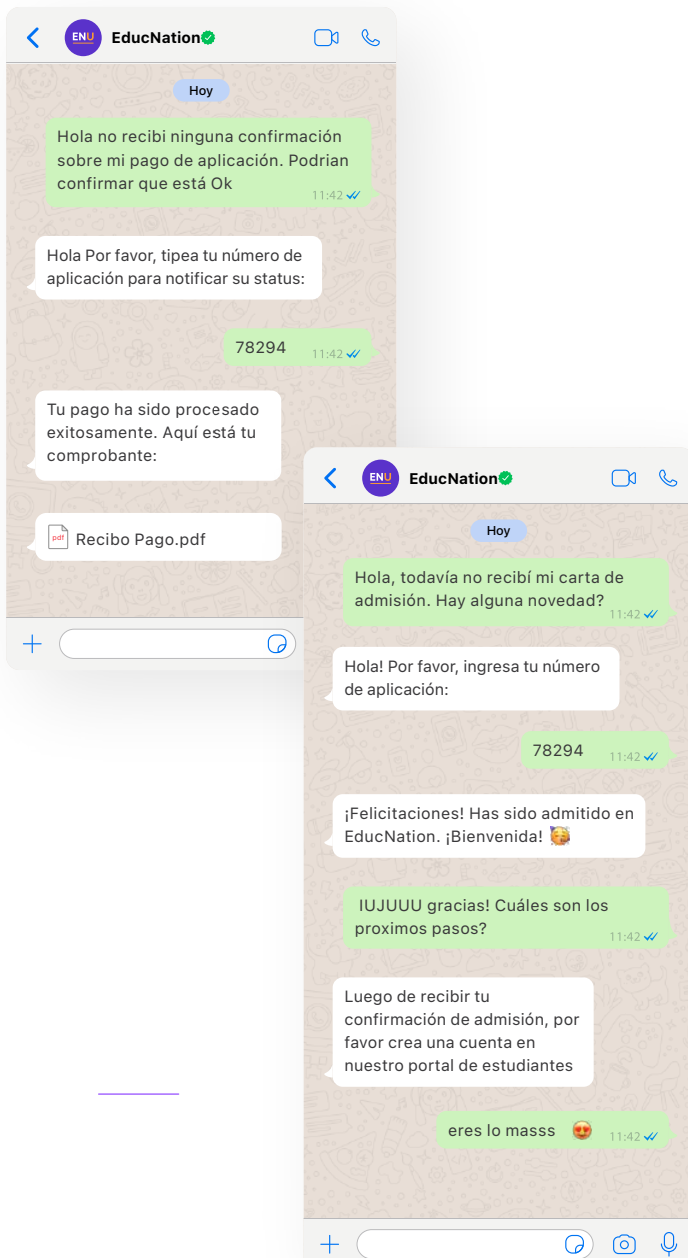 ENU EducNation
Hoy
Hola no recibi ninguna confirmación
sobre mi pago de aplicación. Podrian
confirmar que está Ok
11:42
Hola Por favor, tipea tu número de
aplicación para notificar su status:
78294 11:42
Tu pago ha sido procesado
exitosamente. Aquí está tu
comprobante:
pdf Recibo Pago.pdf
ENU EducNation
Hoy
Hola, todavía no recibí mi carta de
admisión. Hay alguna novedad?
11:42
Hola! Por favor, ingresa tu número
de aplicación:
78294 11:42
¡Felicitaciones! Has sido admitido en
EducNation. ¡Bienvenida! 🥳
IUJUUU gracias! Cuáles son los
proximos pasos?
11:42
Luego de recibir tu
confirmación de admisión, por
favor crea una cuenta en
nuestro portal de estudiantes
eres lo masss 😍 11:42